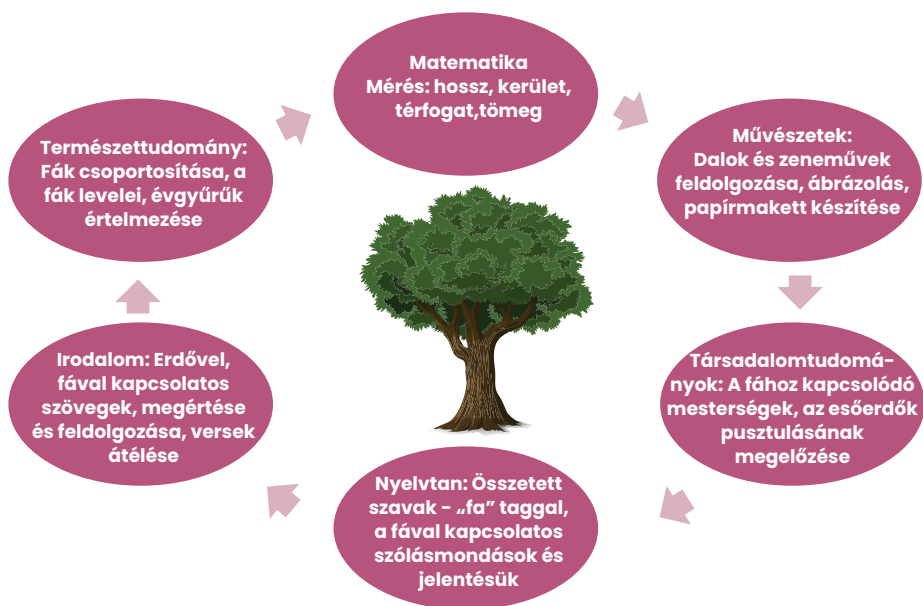 Matematika
Mérés: hossz, kerület,
térfogat,tömeg
Művészetek:
Dalok és zeneművek
feldolgozása, ábrázolás,
papírmakett készítése
Társadalomtudomá-
nyok: A fához kapcsolódó
mesterségek, az esőerdők
pusztulásának
megelőzése
Nyelvtan: Összetett
szavak - „fa” taggal,
a fával kapcsolatos
szólásmondások és
jelentésük
Irodalom: Erdővel,
fával kapcsolatos
szövegek, megértése
és feldolgozása, versek
átélése
Természettudomány:
Fák csoportosítása, a
fák levelei, évgyűrűk
értelmezése